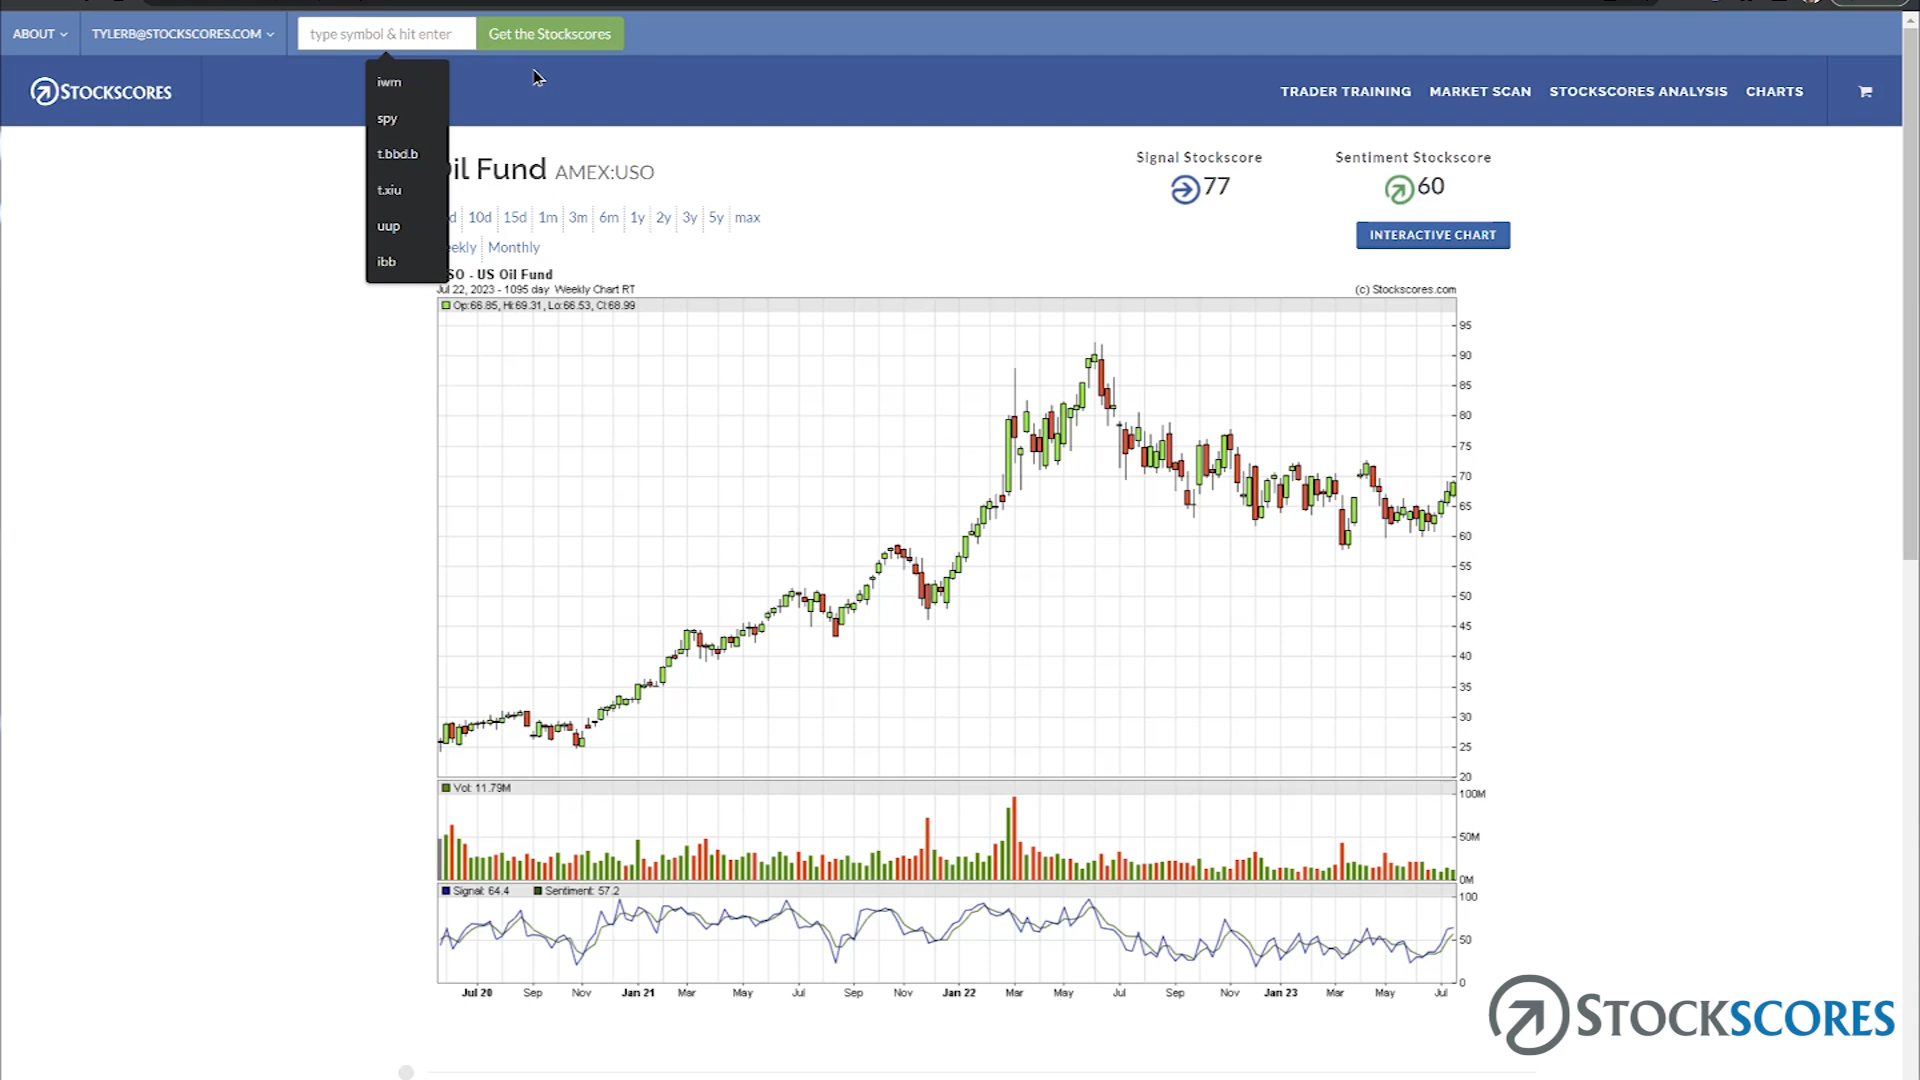 ABOUT
TYLERB@STOCKSCORES.COM
type symbol & hit enter
Get the Stockscores
iwm
spy
t.bbd.b
t.xiu
uup
ibb
STOCKSCORES
TRADER TRAINING
MARKET SCAN
STOCKSCORES ANALYSIS
CHARTS
Oil Fund AMEX:USO
Signal Stockscore
77
Sentiment Stockscore
60
d 10d 15d 1m 3m 6m 1y 2y 3y 5y max
ekly Monthly
INTERACTIVE CHART
SO - US Oil Fund
Jul 22, 2023 - 1095 day Weekly Chart RT
(c) Stockscores.com
Op:66.85, Hi:69.31, Lo:66.53, Cl:68.99
95
90
85
80
75
70
65
60
55
50
45
40
35
30
25
20
Vol: 11.79M
100M
50M
0M
Signal: 64.4 Sentiment: 57.2
100
50
0
Jul 20 Sep Nov Jan 21 Mar May Jul Sep Nov Jan 22 Mar May Jul Sep Nov Jan 23 Mar May Jul
STOCKSCORES